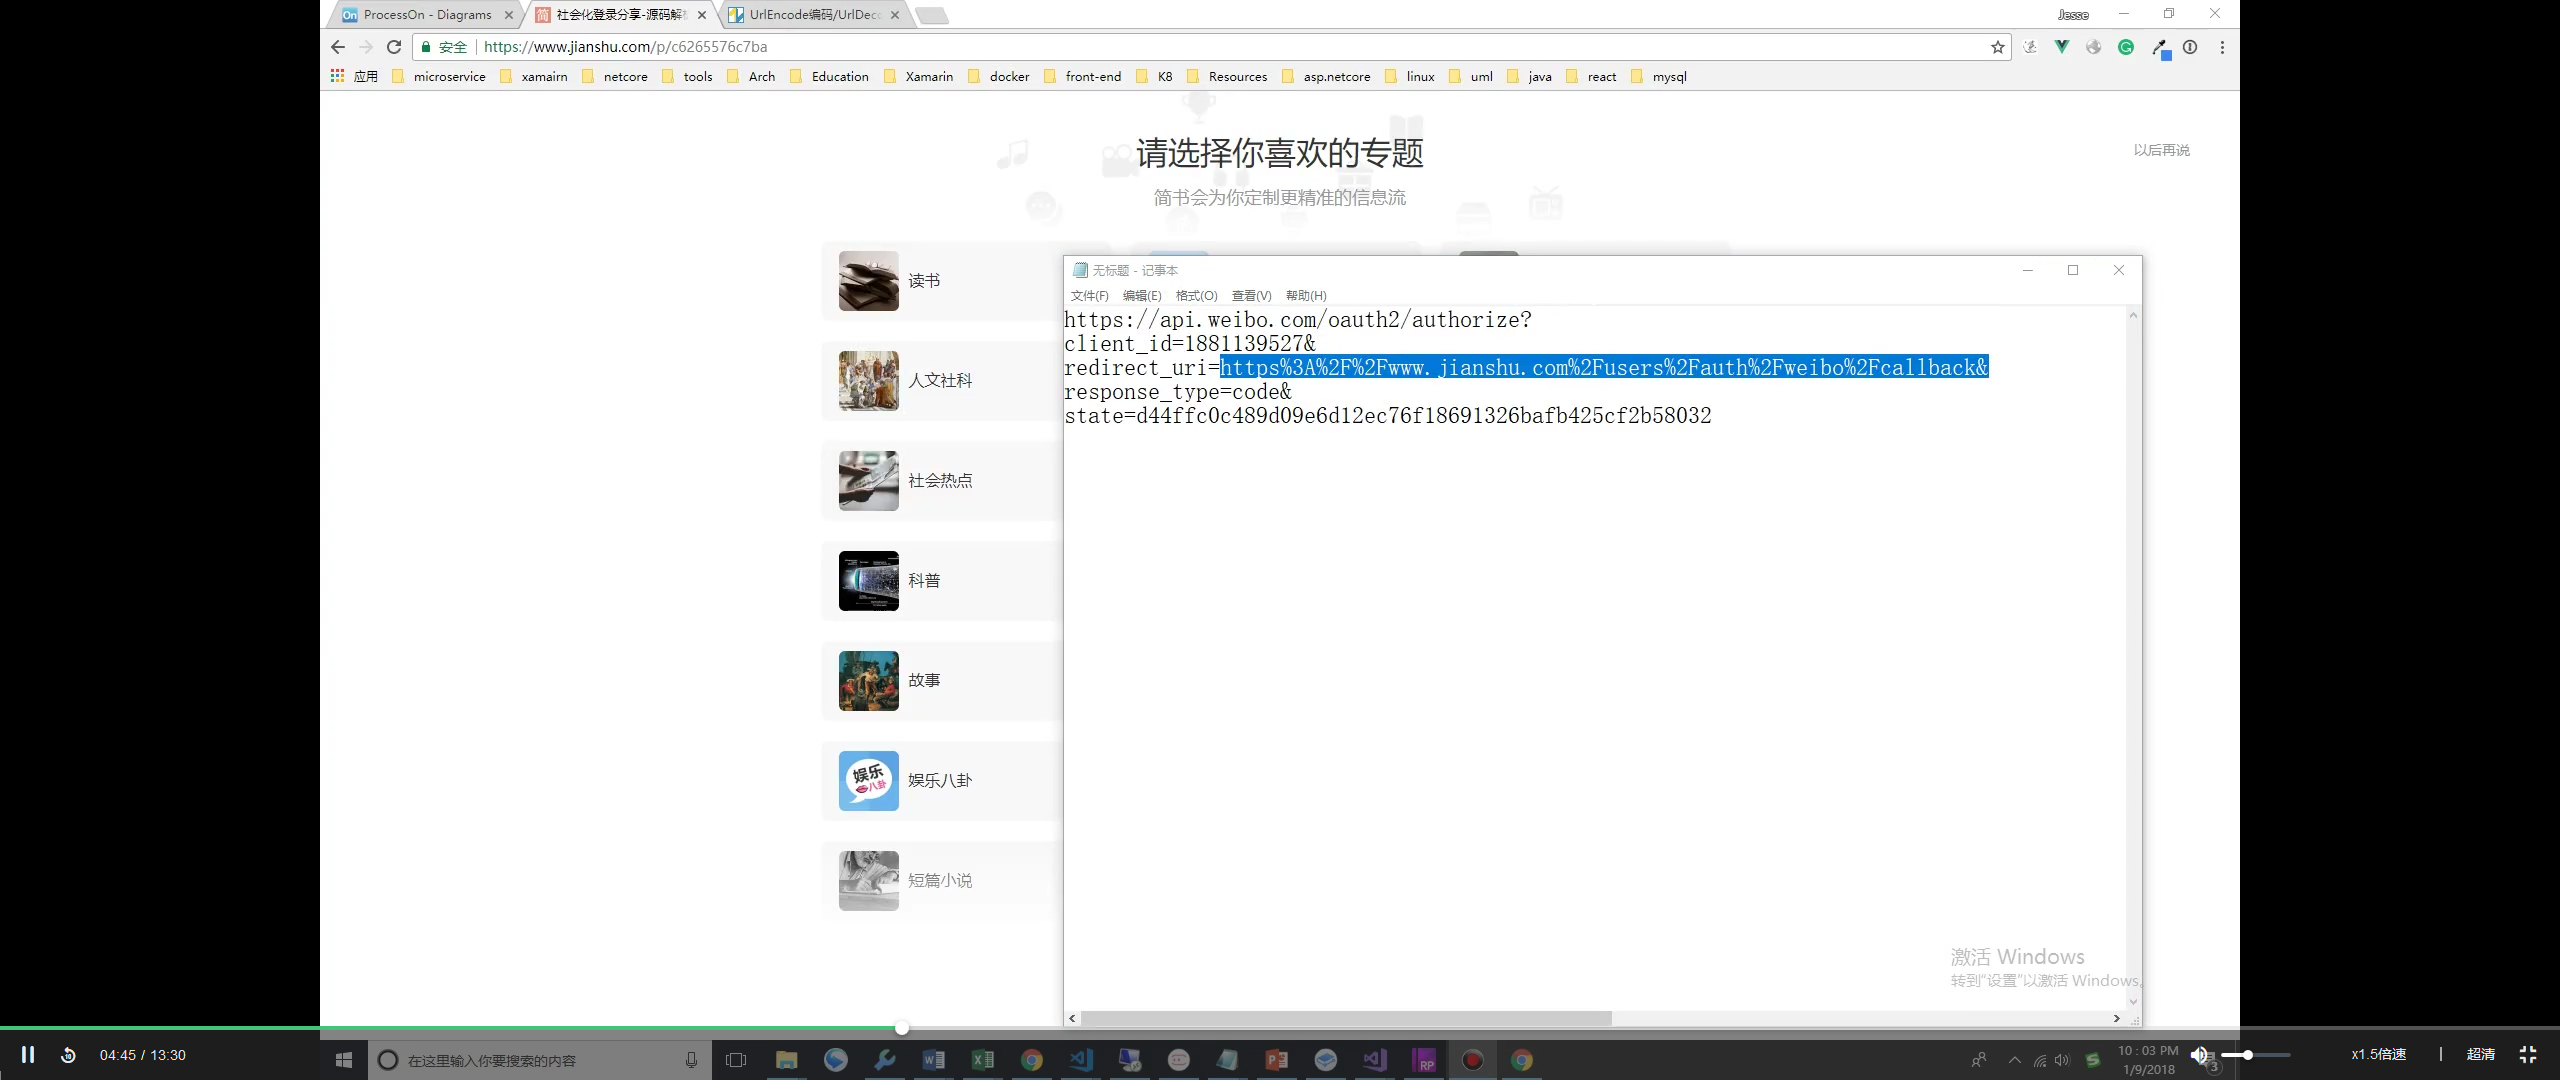 ProcessOn - Diagrams
社会化登录分享-源码解
UrlEncode编码/UrlDec
Jesse
安全 https://www.jianshu.com/p/c6265576c7ba
应用 microservice xamairn netcore tools Arch Education Xamarin docker front-end K8 Resources asp.netcore linux uml java react mysql
请选择你喜欢的专题
以后再说
简书会为你定制更精准的信息流
读书
人文社科
社会热点
科普
故事
娱乐八卦
娱乐八卦
短篇小说
无标题 - 记事本
文件(F) 编辑(E) 格式(O) 查看(V) 帮助(H)
https://api.weibo.com/oauth2/authorize?
client_id=1881139527&
redirect_uri=https%3A%2F%2Fwww.jianshu.com%2Fusers%2Fauth%2Fweibo%2Fcallback&
response_type=code&
state=d44ffc0c489d09e6d12ec76f18691326bafb425cf2b58032
激活 Windows
转到"设置"以激活 Windows。
04:45 / 13:30
在这里输入你要搜索的内容
10:03 PM
1/9/2018
3
x1.5倍速 | 超清